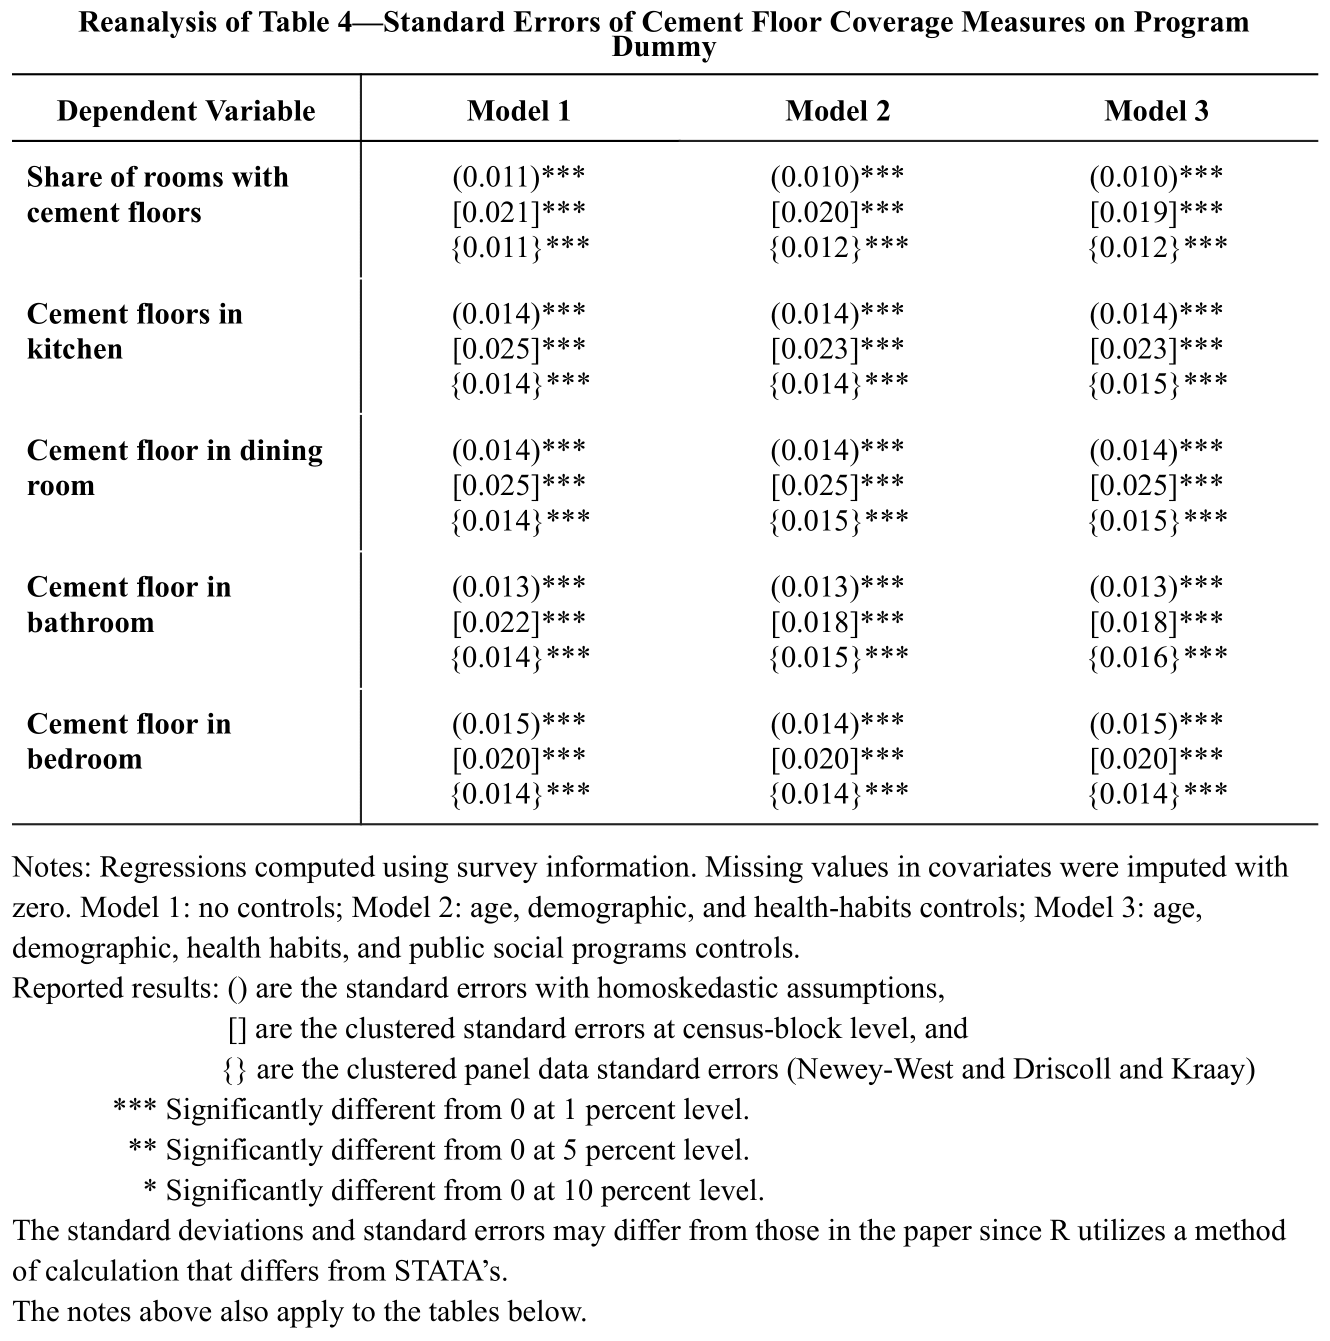 Reanalysis of Table 4—Standard Errors of Cement Floor Coverage Measures on Program
Dummy
Dependent Variable Model 1 Model 2 Model 3
Share of rooms with (0.011)*** (0.010)*** (0.010)***
cement floors [0.021]*** [0.020]*** [0.019]***
{0.011}*** {0.012}*** {0.012}***
Cement floors in (0.014)*** (0.014)*** (0.014)***
kitchen [0.025]*** [0.023]*** [0.023]***
{0.014}*** {0.014}*** {0.015}***
Cement floor in dining (0.014)*** (0.014)*** (0.014)***
room [0.025]*** [0.025]*** [0.025]***
{0.014}*** {0.015}*** {0.015}***
Cement floor in (0.013)*** (0.013)*** (0.013)***
bathroom [0.022]*** [0.018]*** [0.018]***
{0.014}*** {0.015}*** {0.016}***
Cement floor in (0.015)*** (0.014)*** (0.015)***
bedroom [0.020]*** [0.020]*** [0.020]***
{0.014}*** {0.014}*** {0.014}***
Notes: Regressions computed using survey information. Missing values in covariates were imputed with
zero. Model 1: no controls; Model 2: age, demographic, and health-habits controls; Model 3: age,
demographic, health habits, and public social programs controls.
Reported results: () are the standard errors with homoskedastic assumptions,
[] are the clustered standard errors at census-block level, and
{} are the clustered panel data standard errors (Newey-West and Driscoll and Kraay)
*** Significantly different from 0 at 1 percent level.
** Significantly different from 0 at 5 percent level.
* Significantly different from 0 at 10 percent level.
The standard deviations and standard errors may differ from those in the paper since R utilizes a method
of calculation that differs from STATA’s.
The notes above also apply to the tables below.